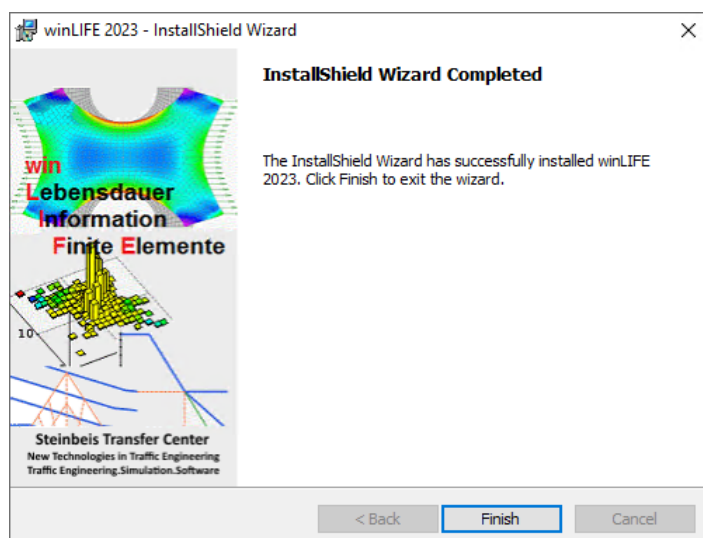 winLIFE 2023 - InstallShield Wizard
InstallShield Wizard Completed
The InstallShield Wizard has successfully installed winLIFE
2023. Click Finish to exit the wizard.
win
Lebensdauer
Information
Finite Elemente
10
Steinbeis Transfer Center
New Technologies in Traffic Engineering
Traffic Engineering.Simulation.Software
< Back
Finish
Cancel